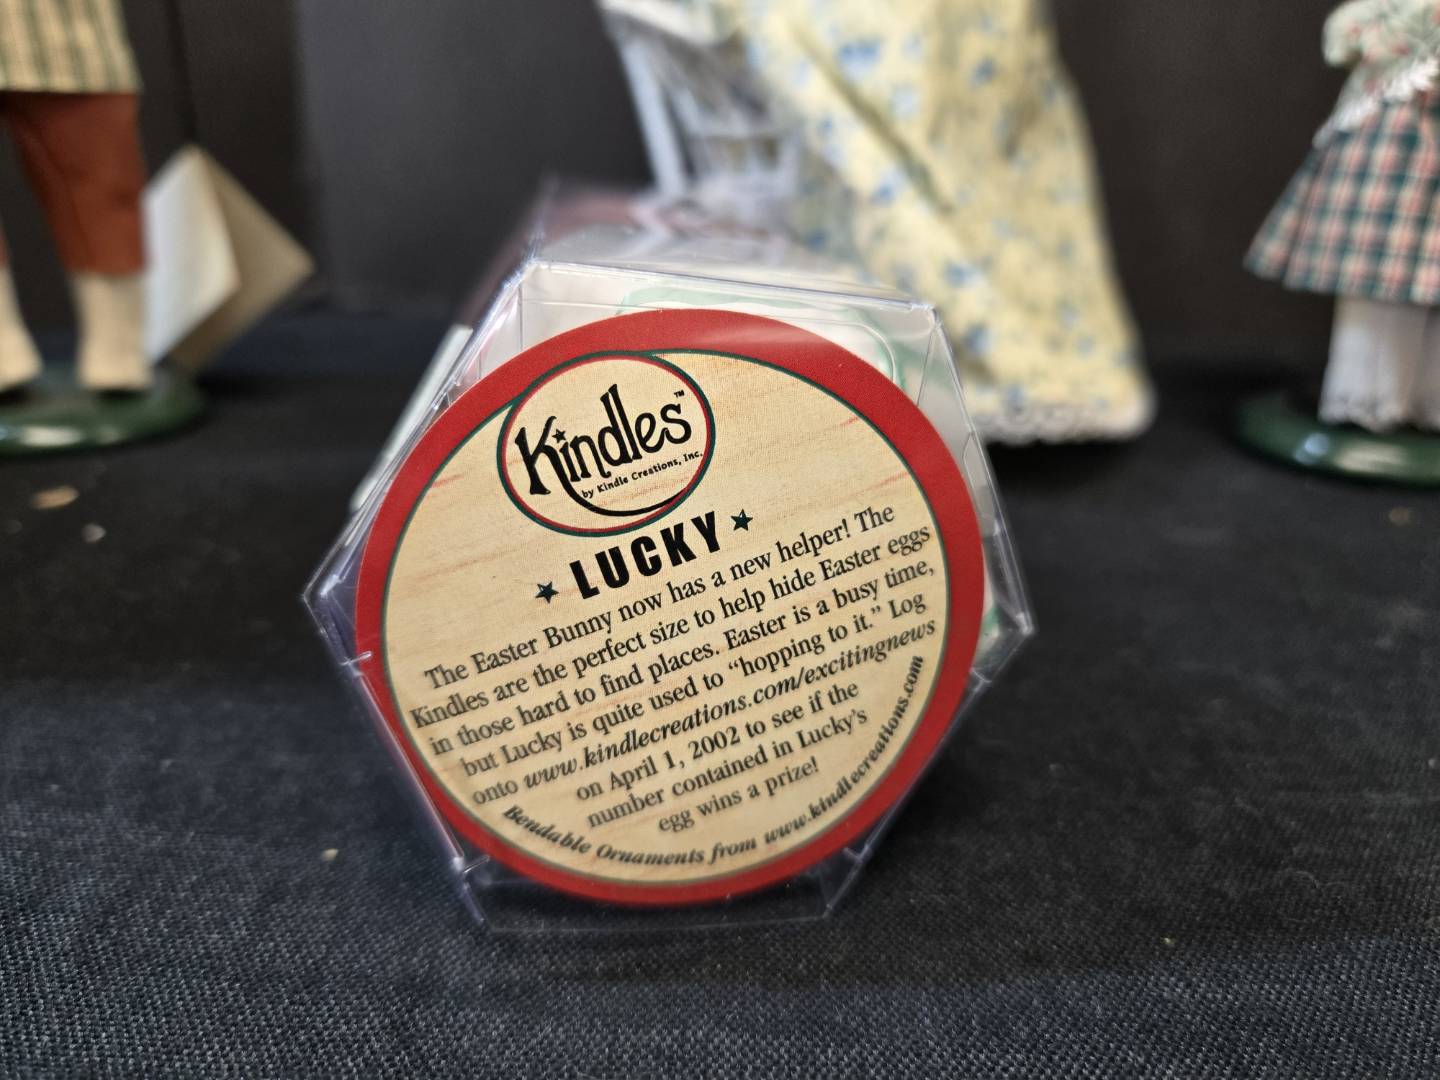 Kindles™
by Kindle Creations, Inc.
LUCKY
The Easter Bunny now has a new helper! The
Kindles are the perfect size to help hide Easter eggs
in those hard to find places. Easter is a busy time,
but Lucky is quite used to “hopping to it.” Log
onto www.kindlecreations.com/excitingnews
on April 1, 2002 to see if the
number contained in Lucky’s
egg wins a prize!
Bendable Ornaments from www.kindlecreations.com